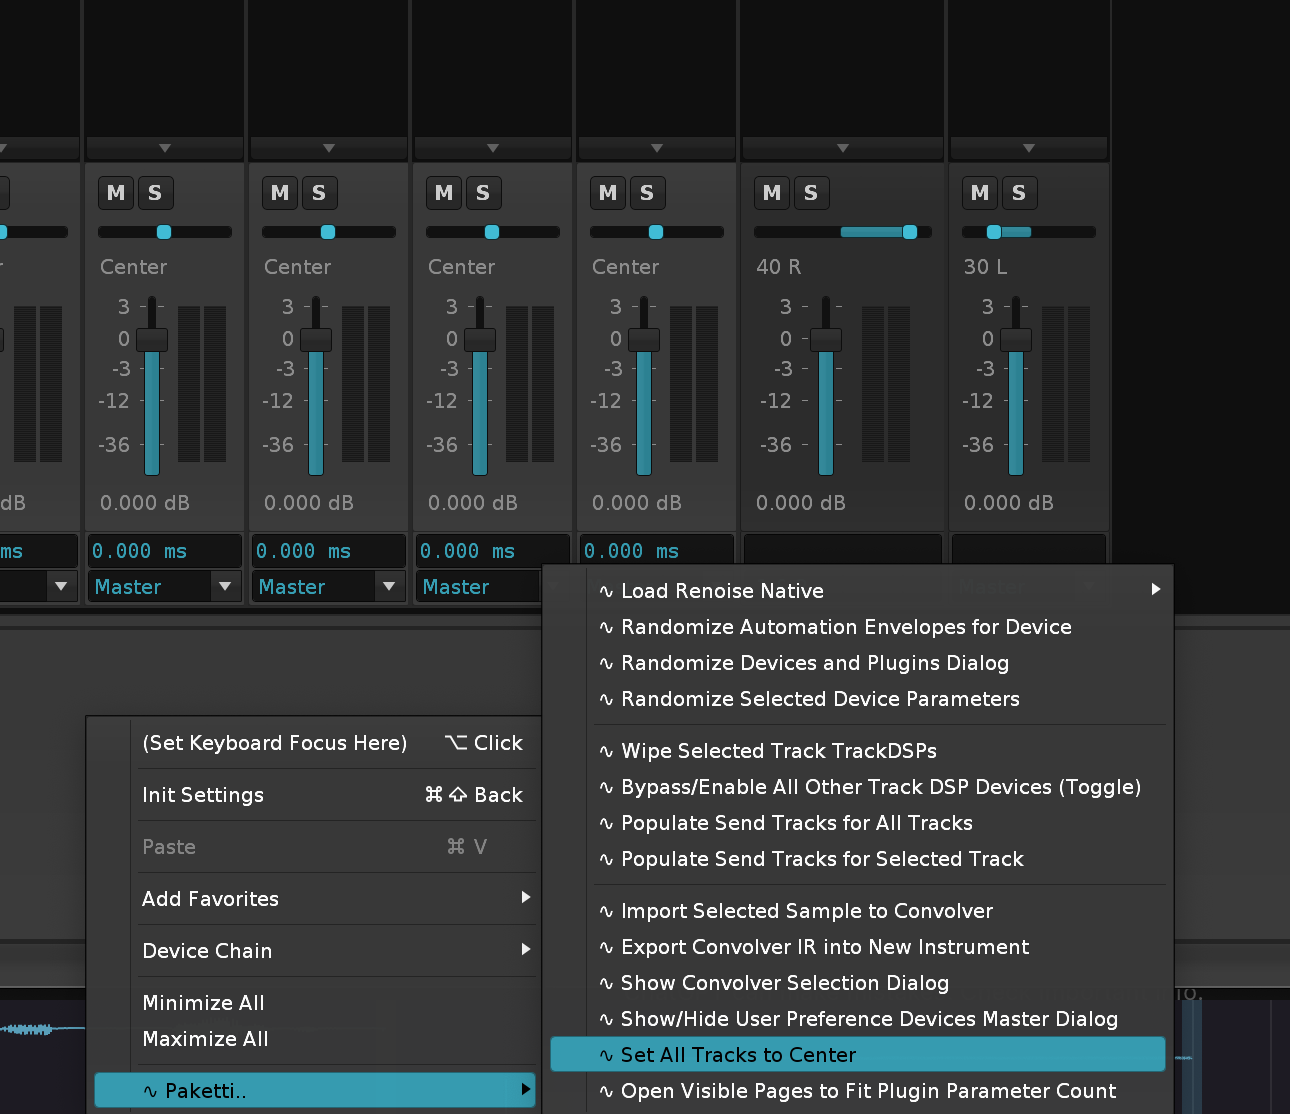 M S M S M S M S M S M S
Center Center Center Center 40 R 30 L
3 3 3 3 3 3
0 0 0 0 0 0
-3 -3 -3 -3 -3 -3
-12 -12 -12 -12 -12 -12
-36 -36 -36 -36 -36 -36
dB 0.000 dB 0.000 dB 0.000 dB 0.000 dB 0.000 dB 0.000 dB
ms 0.000 ms 0.000 ms 0.000 ms 0.000 ms
Master Master Master
∿ Load Renoise Native
∿ Randomize Automation Envelopes for Device
∿ Randomize Devices and Plugins Dialog
∿ Randomize Selected Device Parameters
∿ Wipe Selected Track TrackDSPs
∿ Bypass/Enable All Other Track DSP Devices (Toggle)
∿ Populate Send Tracks for All Tracks
∿ Populate Send Tracks for Selected Track
∿ Import Selected Sample to Convolver
∿ Export Convolver IR into New Instrument
∿ Show Convolver Selection Dialog
∿ Show/Hide User Preference Devices Master Dialog
∿ Set All Tracks to Center
∿ Open Visible Pages to Fit Plugin Parameter Count
(Set Keyboard Focus Here) ⌥ Click
Init Settings ⌘ ⇧ Back
Paste ⌘ V
Add Favorites
Device Chain
Minimize All
Maximize All
∿ Paketti..